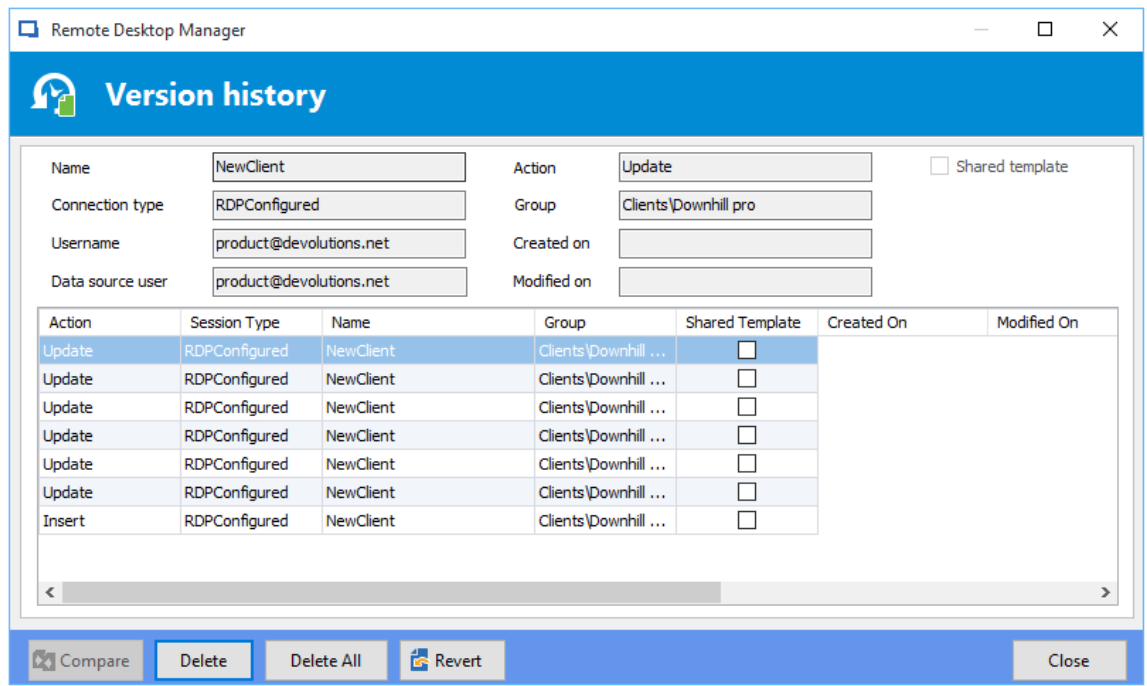 Remote Desktop Manager
Version history
Name NewClient Action Update Shared template
Connection type RDPConfigured Group Clients\Downhill pro
Username product@devolutions.net Created on
Data source user product@devolutions.net Modified on
Action Session Type Name Group Shared Template Created On Modified On
Update RDPConfigured NewClient Clients\Downhill ...
Update RDPConfigured NewClient Clients\Downhill ...
Update RDPConfigured NewClient Clients\Downhill ...
Update RDPConfigured NewClient Clients\Downhill ...
Update RDPConfigured NewClient Clients\Downhill ...
Update RDPConfigured NewClient Clients\Downhill ...
Insert RDPConfigured NewClient Clients\Downhill ...
Compare Delete Delete All Revert Close